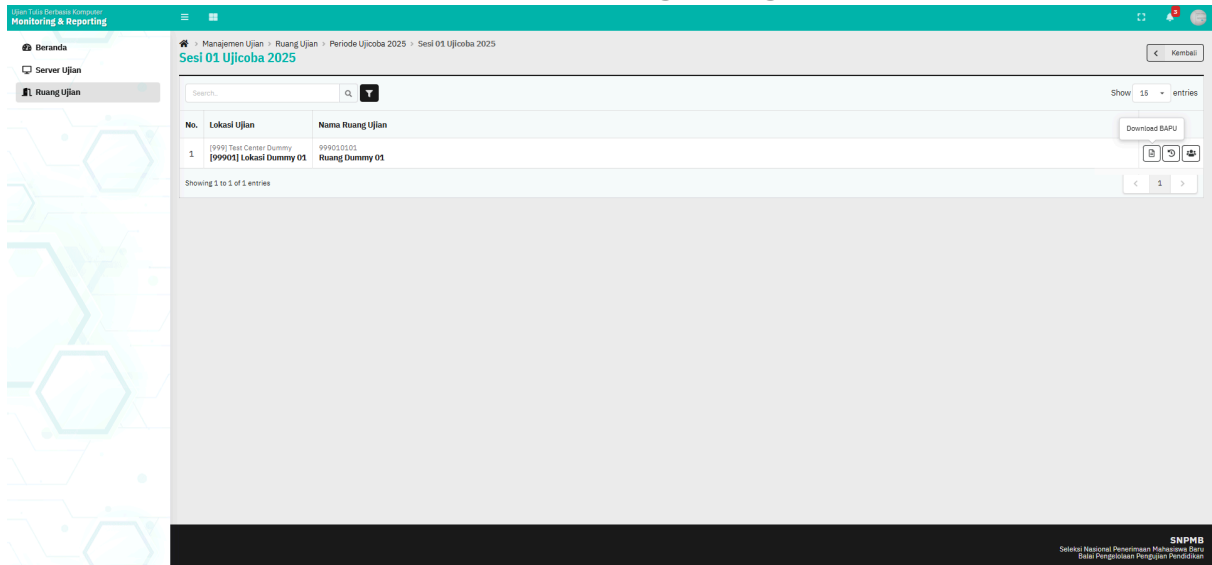 Ujian Tulis Berbasis Komputer
Monitoring & Reporting
3
Beranda
Server Ujian
Ruang Ujian
> Manajemen Ujian > Ruang Ujian > Periode Ujicoba 2025 > Sesi 01 Ujicoba 2025
Sesi 01 Ujicoba 2025
< Kembali
Search..
Show 15 entries
No. Lokasi Ujian Nama Ruang Ujian
Download BAPU
1 [999] Test Center Dummy 999010101
[99901] Lokasi Dummy 01 Ruang Dummy 01
Showing 1 to 1 of 1 entries
< 1 >
SNPMB
Seleksi Nasional Penerimaan Mahasiswa Baru
Balai Pengelolaan Pengujian Pendidikan